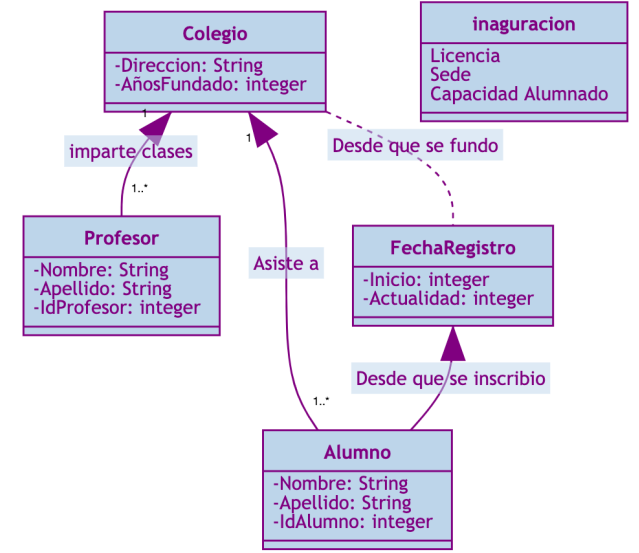 Colegio
-Direccion: String
-AñosFundado: integer
inaguracion
Licencia
Sede
Capacidad Alumnado
1
1
imparte clases
Desde que se fundo
1..*
Profesor
-Nombre: String
-Apellido: String
-IdProfesor: integer
Asiste a
FechaRegistro
-Inicio: integer
-Actualidad: integer
Desde que se inscribio
1..*
Alumno
-Nombre: String
-Apellido: String
-IdAlumno: integer